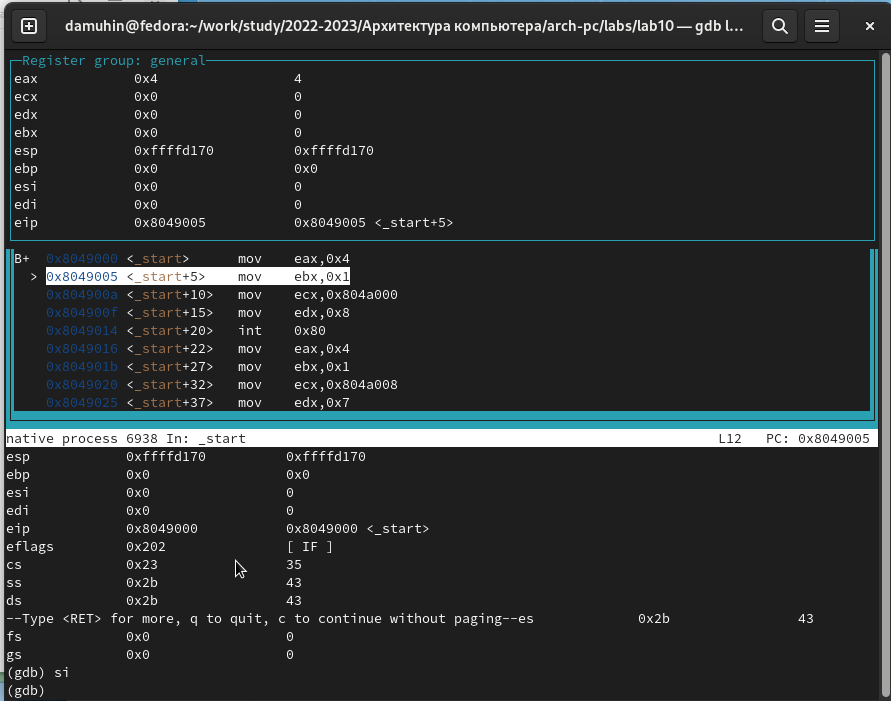 damuhin@fedora:~/work/study/2022-2023/Архитектура компьютера/arch-pc/labs/lab10 — gdb l...
Register group: general
eax 0x4 4
ecx 0x0 0
edx 0x0 0
ebx 0x0 0
esp 0xffffd170 0xffffd170
ebp 0x0 0x0
esi 0x0 0
edi 0x0 0
eip 0x8049005 0x8049005 <_start+5>
B+ 0x8049000 <_start> mov eax,0x4
> 0x8049005 <_start+5> mov ebx,0x1
0x804900a <_start+10> mov ecx,0x804a000
0x804900f <_start+15> mov edx,0x8
0x8049014 <_start+20> int 0x80
0x8049016 <_start+22> mov eax,0x4
0x804901b <_start+27> mov ebx,0x1
0x8049020 <_start+32> mov ecx,0x804a008
0x8049025 <_start+37> mov edx,0x7
native process 6938 In: _start L12 PC: 0x8049005
esp 0xffffd170 0xffffd170
ebp 0x0 0x0
esi 0x0 0
edi 0x0 0
eip 0x8049000 0x8049000 <_start>
eflags 0x202 [ IF ]
cs 0x23 35
ss 0x2b 43
ds 0x2b 43
--Type <RET> for more, q to quit, c to continue without paging--es 0x2b 43
fs 0x0 0
gs 0x0 0
(gdb) si
(gdb)